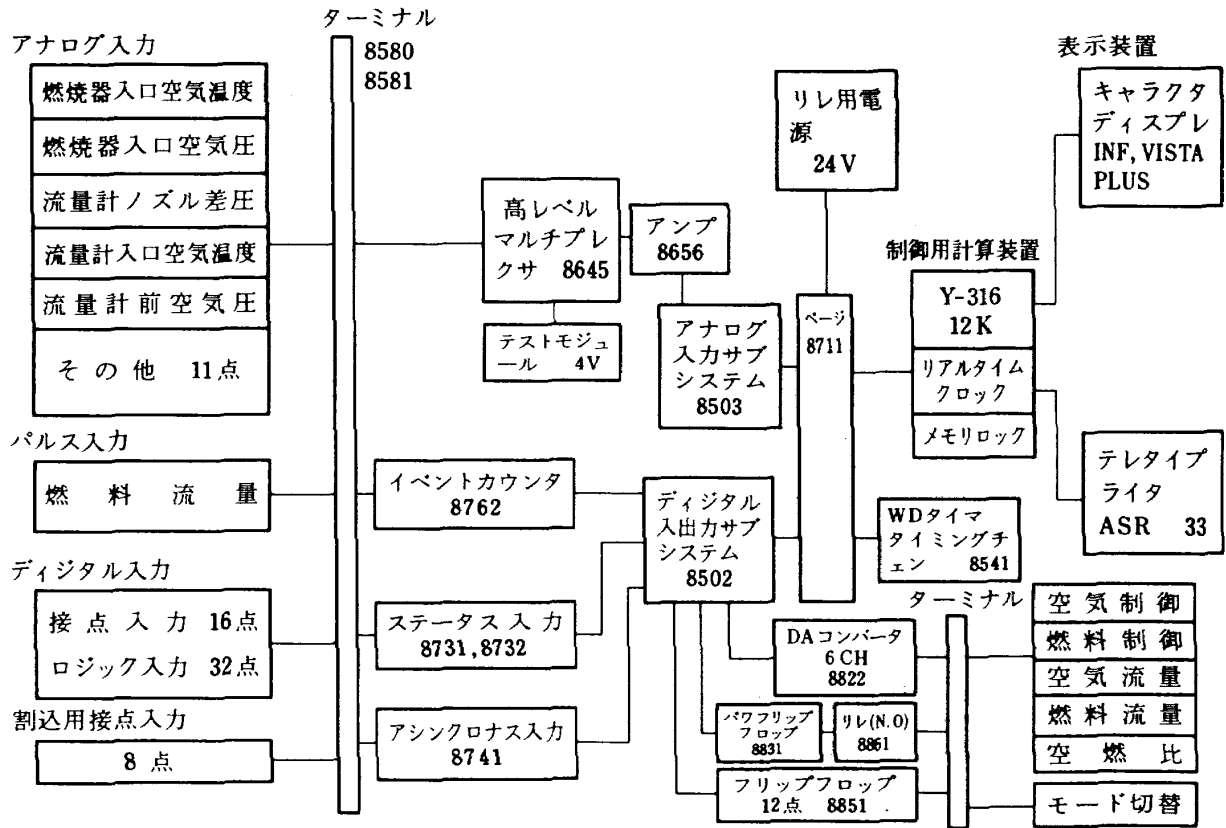 ターミナル
8580
8581
アナログ入力
燃焼器入口空気温度
燃焼器入口空気圧
流量計ノズル差圧
流量計入口空気温度
流量計前空気圧
その他 11点
パルス入力
燃料流量
ディジタル入力
接点入力 16点
ロジック入力 32点
割込用接点入力
8点
高レベル
マルチプレ
クサ 8645
テストモジュ
ール 4V
アンプ
8656
アナログ
入力サブ
システム
8503
イベントカウンタ
8762
ステータス入力
8731,8732
アシンクロナス入力
8741
ディジタル
入出力サブ
システム
8502
リレ用電
源
24V
ページ
8711
制御用計算装置
Y-316
12K
リアルタイム
クロック
メモリロック
表示装置
キャラクタ
ディスプレ
INF, VISTA
PLUS
テレタイプ
ライタ
ASR 33
WDタイマ
タイミングチ
ェン 8541
DAコンバータ
6CH
8822
パワフリップ
フロップ
8831
リレ(N.O)
8861
フリップフロップ
12点 8851
ターミナル
空気制御
燃料制御
空気流量
燃料流量
空燃比
モード切替